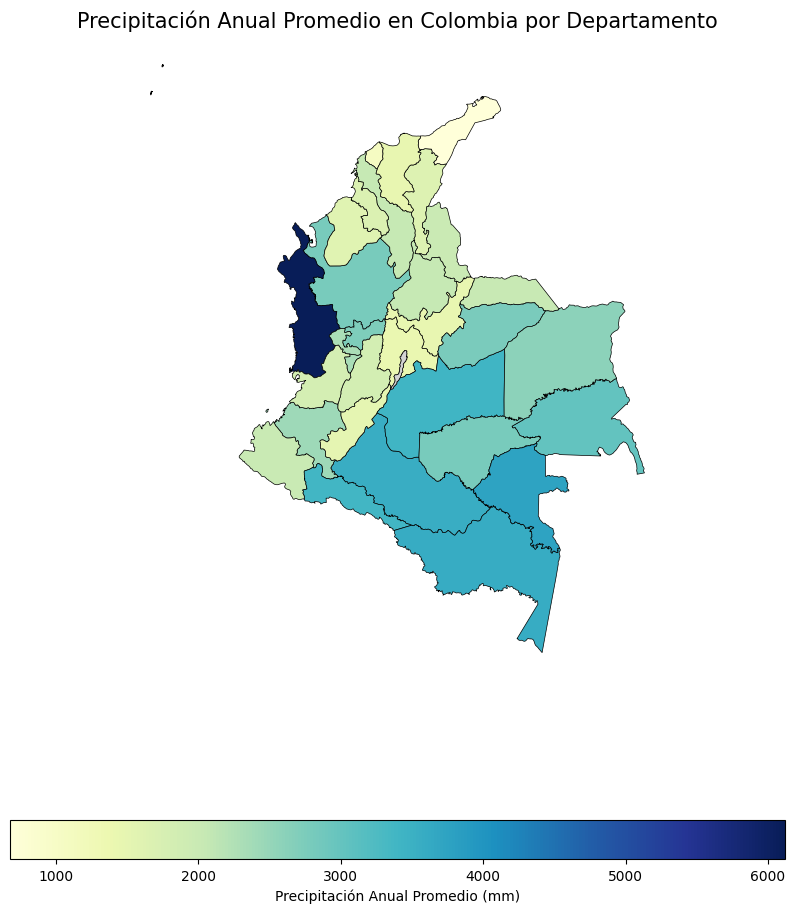 Precipitación Anual Promedio en Colombia por Departamento
1000 2000 3000 4000 5000 6000
Precipitación Anual Promedio (mm)